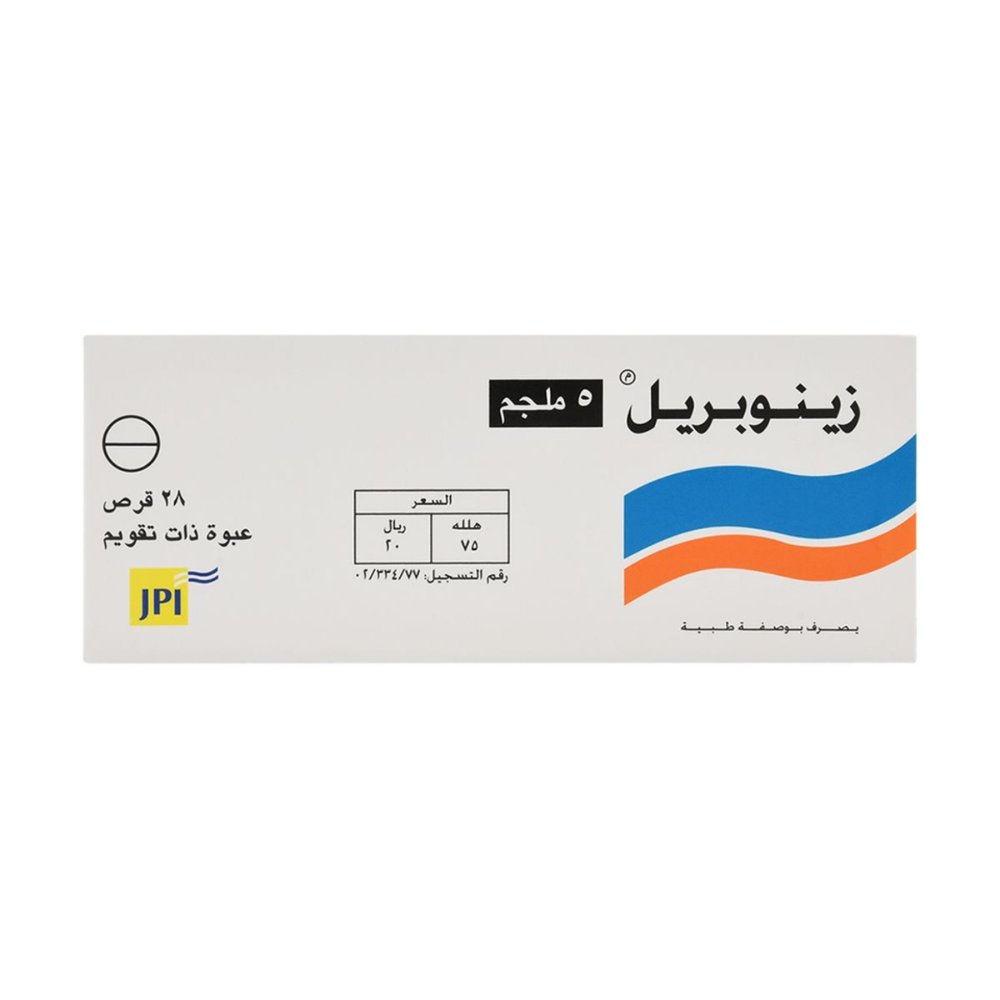 زينوبريل م
٥ ملجم
٢٨ قرص
عبوة ذات تقويم
السعر
هلله ريال
٧٥ ٢٠
رقم التسجيل: ٠٢/٣٣٤/٧٧
JPI
يصرف بوصفة طبية